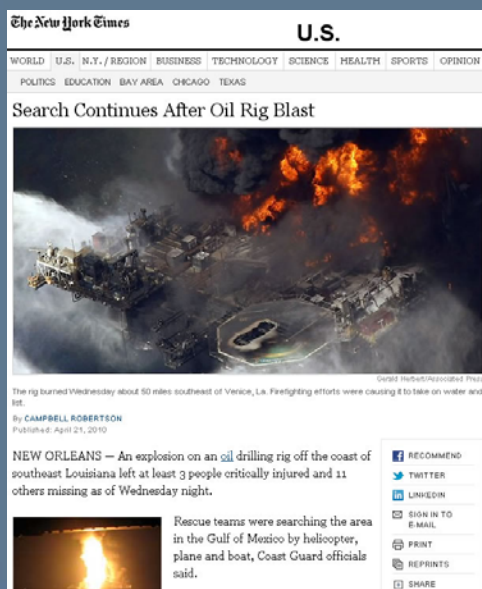 The New York Times
U.S.
WORLD U.S. N.Y. / REGION BUSINESS TECHNOLOGY SCIENCE HEALTH SPORTS OPINION
POLITICS EDUCATION BAY AREA CHICAGO TEXAS
Search Continues After Oil Rig Blast
Gerald Herbert/Associated Press
The rig burned Wednesday about 50 miles southeast of Venice, La. Firefighting efforts were causing it to take on water and
list.
By CAMPBELL ROBERTSON
Published: April 21, 2010
NEW ORLEANS — An explosion on an oil drilling rig off the coast of
southeast Louisiana left at least 3 people critically injured and 11
others missing as of Wednesday night.
Rescue teams were searching the area
in the Gulf of Mexico by helicopter,
plane and boat, Coast Guard officials
said.
RECOMMEND
TWITTER
LINKEDIN
SIGN IN TO
E-MAIL
PRINT
REPRINTS
SHARE